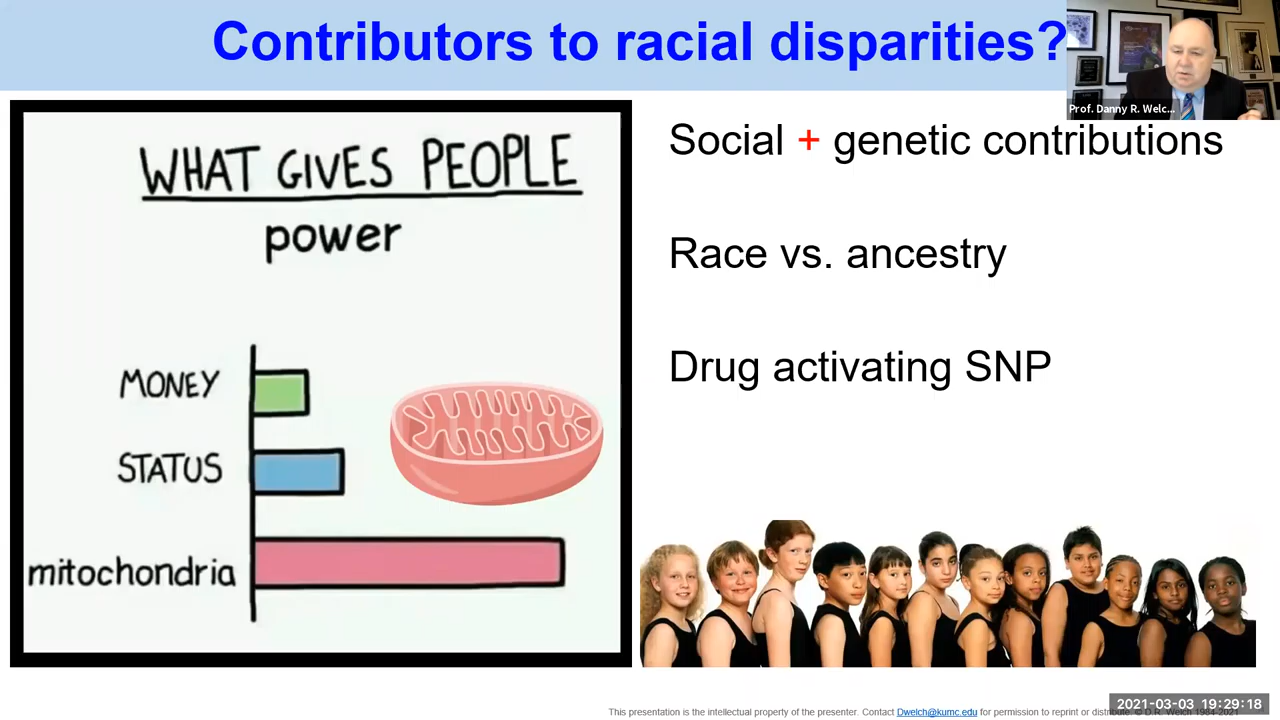 Contributors to racial disparities?
Prof. Danny R. Welc...
WHAT GIVES PEOPLE
power
MONEY
STATUS
mitochondria
Social + genetic contributions
Race vs. ancestry
Drug activating SNP
2021-03-03 19:29:18
This presentation is the intellectual property of the presenter. Contact Dwelch@kumc.edu for permission to reprint or